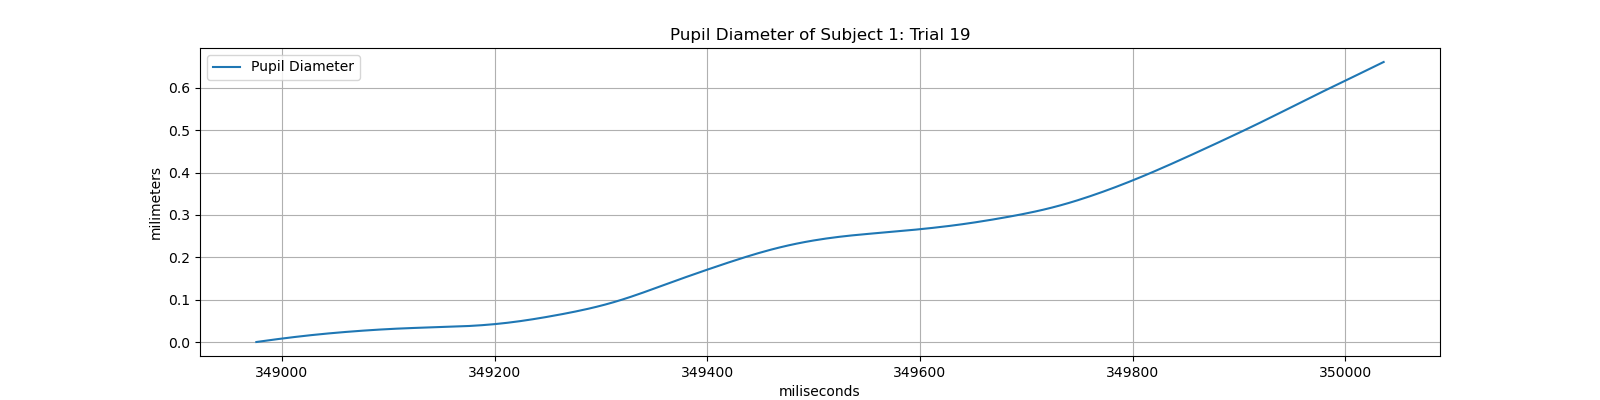 Pupil Diameter of Subject 1: Trial 19
Pupil Diameter
0.6
0.5
0.4
0.3
0.2
0.1
0.0
milimeters
349000 349200 349400 349600 349800 350000
miliseconds